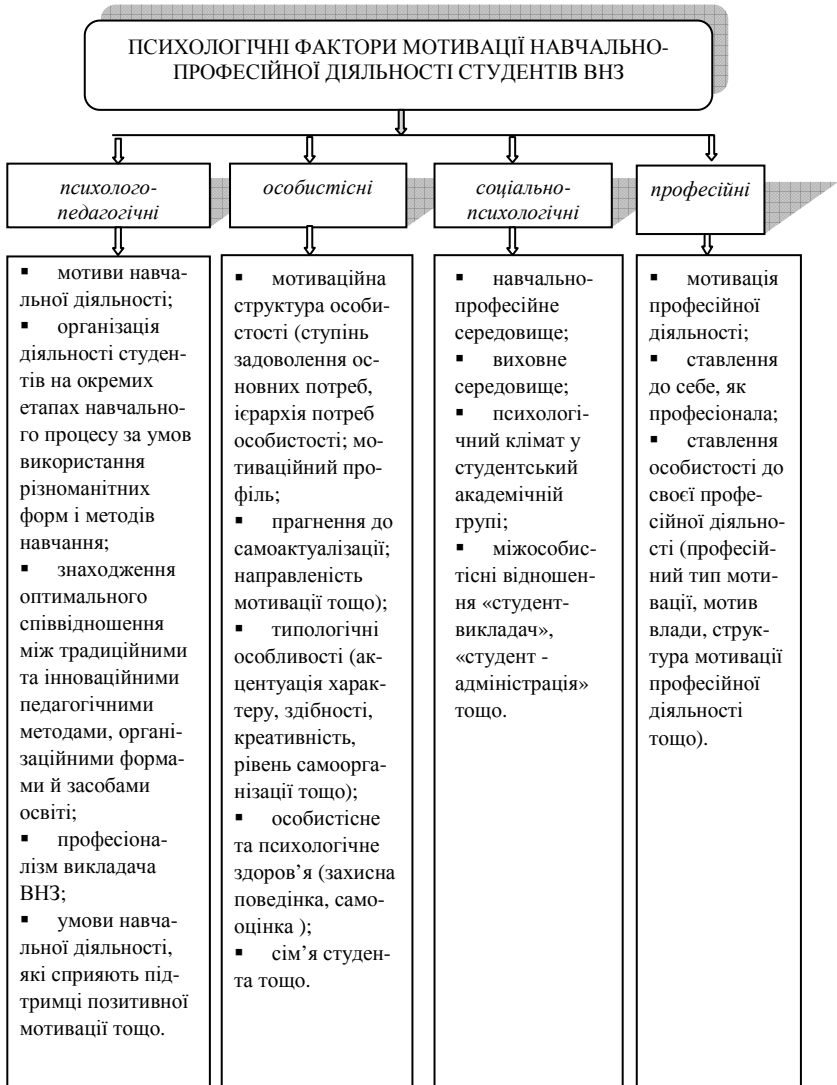 ПСИХОЛОГІЧНІ ФАКТОРИ МОТИВАЦІЇ НАВЧАЛЬНО-
ПРОФЕСІЙНОЇ ДІЯЛЬНОСТІ СТУДЕНТІВ ВНЗ
психолого-
педагогічні
особистісні
соціально-
психологічні
професійні
▪ мотиви навча-
льної діяльності;
▪ організація
діяльності студен-
тів на окремих
етапах навчально-
го процесу за умов
використання
різноманітних
форм і методів
навчання;
▪ знаходження
оптимального
співвідношення
між традиційними
та інноваційними
педагогічними
методами, органі-
заційними форма-
ми й засобами
освіті;
▪ професіона-
лізм викладача
ВНЗ;
▪ умови навча-
льної діяльності,
які сприяють під-
тримці позитивної
мотивації тощо.
▪ мотиваційна
структура особи-
стості (ступінь
задоволення ос-
новних потреб,
ієрархія потреб
особистості; мо-
тиваційний про-
філь;
▪ прагнення до
самоактуалізації;
направленість
мотивації тощо);
▪ типологічні
особливості (ак-
центуація харак-
теру, здібності,
креативність,
рівень самоорга-
нізації тощо);
▪ особистісне
та психологічне
здоров’я (захисна
поведінка, само-
оцінка );
▪ сім’я студен-
та тощо.
▪ навчально-
професійне
середовище;
▪ виховне
середовище;
▪ психологі-
чний клімат у
студентський
академічній
групі;
▪ міжособис-
тісні відношен-
ня «студент-
викладач»,
«студент -
адміністрація»
тощо.
▪ мотивація
професійної
діяльності;
▪ ставлення
до себе, як
професіонала;
▪ ставлення
особистості до
своєї профе-
сійної діяльно-
сті (професій-
ний тип моти-
вації, мотив
влади, струк-
тура мотивації
професійної
діяльності
тощо).